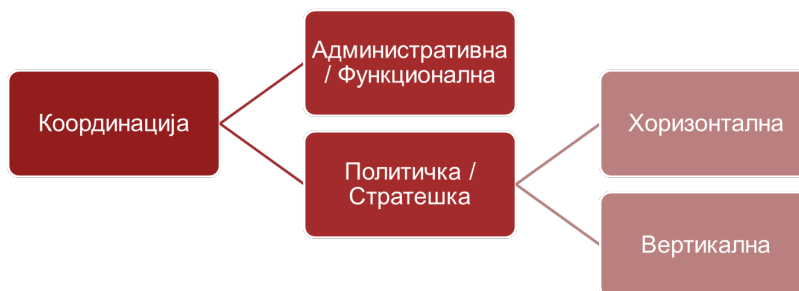 Координација
Административна
/ Функционална
Политичка /
Стратешка
Хоризонтална
Вертикална